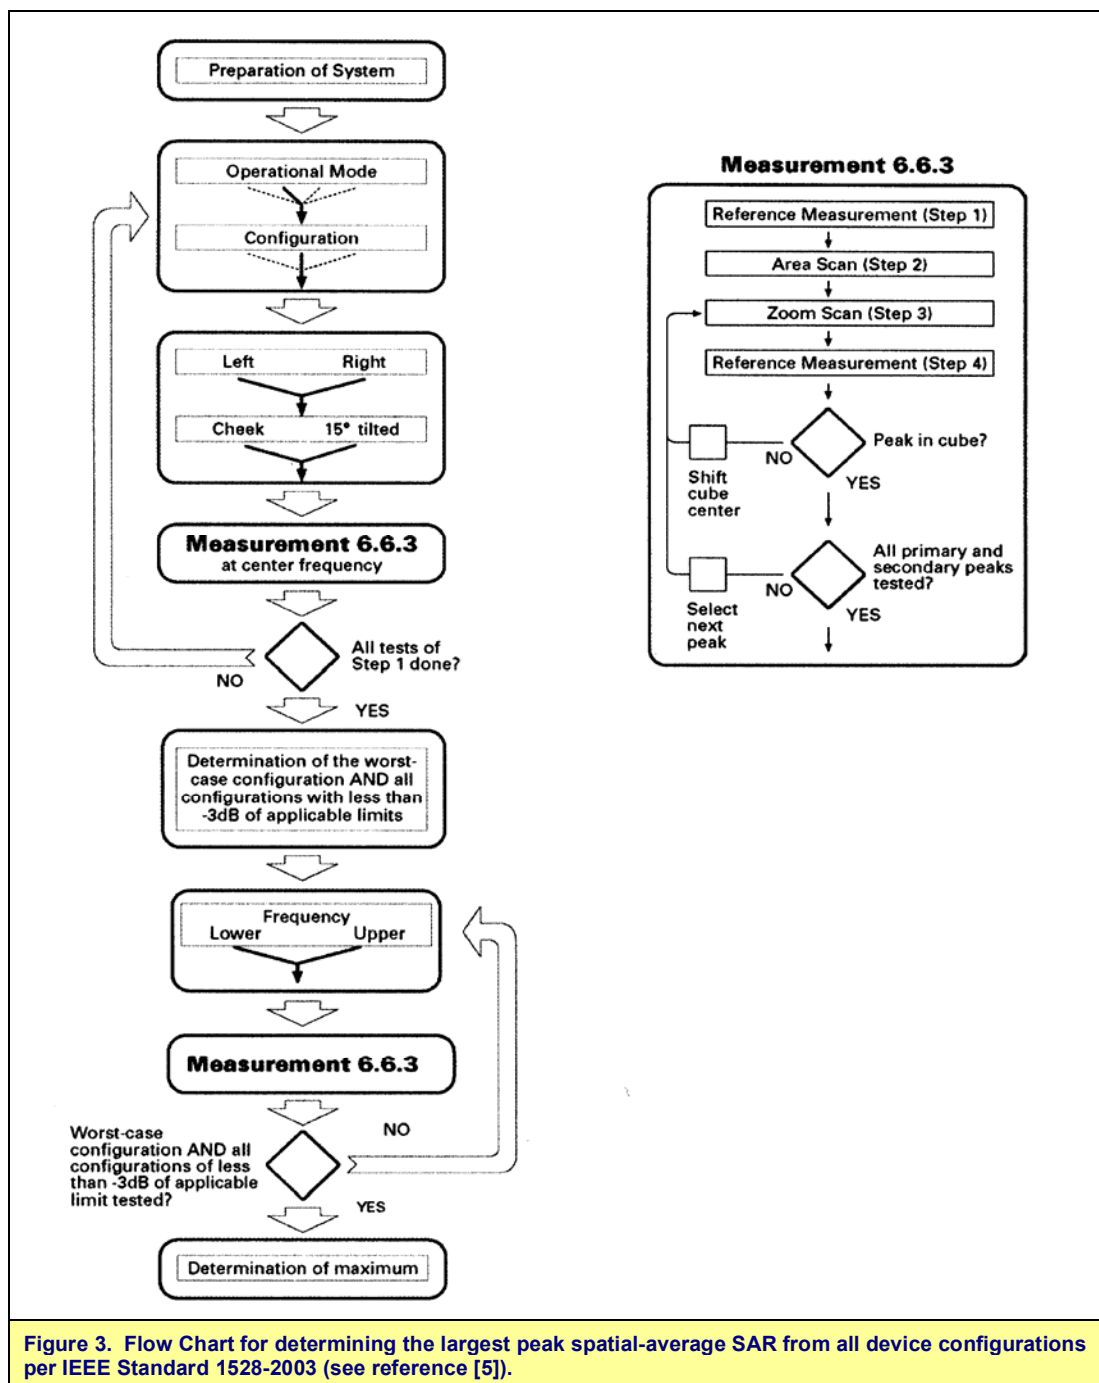 Preparation of System
Operational Mode
Configuration
Left Right
Cheek 15° tilted
Measurement 6.6.3
at center frequency
All tests of
Step 1 done?
NO
YES
Determination of the worst-
case configuration AND all
configurations with less than
-3dB of applicable limits
Frequency
Lower Upper
Measurement 6.6.3
NO
Worst-case
configuration AND all
configurations of less
than -3dB of applicable
limit tested?
YES
Determination of maximum
Measurement 6.6.3
Reference Measurement (Step 1)
Area Scan (Step 2)
Zoom Scan (Step 3)
Reference Measurement (Step 4)
Peak in cube?
NO
YES
Shift
cube
center
All primary and
secondary peaks
tested?
NO
YES
Select
next
peak
Figure 3. Flow Chart for determining the largest peak spatial-average SAR from all device configurations
per IEEE Standard 1528-2003 (see reference [5]).